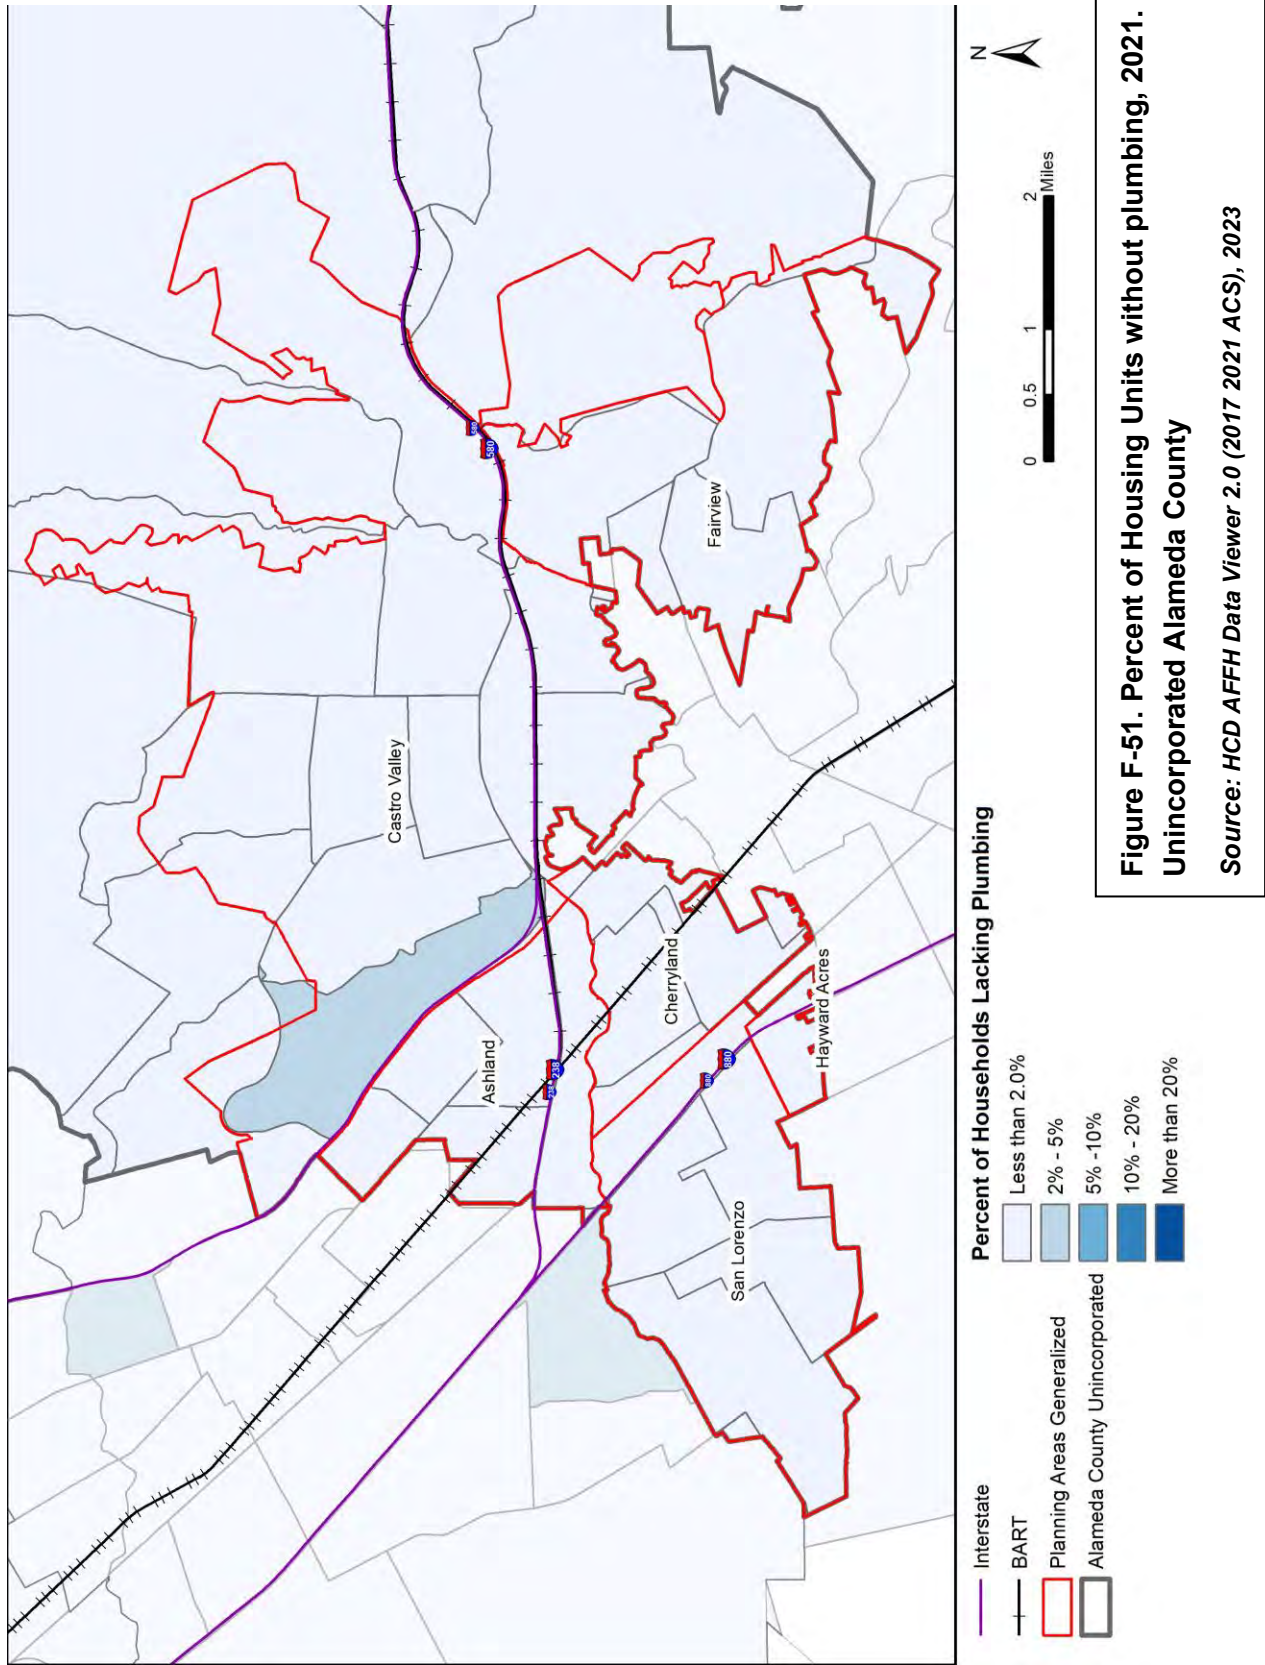 Castro Valley
Ashland
Fairview
Cherryland
Hayward Acres
San Lorenzo
580
580
238
238
880
880
N
0 0.5 1 2
Miles
Interstate
BART
Planning Areas Generalized
Alameda County Unincorporated
Percent of Households Lacking Plumbing
Less than 2.0%
2% - 5%
5% -10%
10% - 20%
More than 20%
Figure F-51. Percent of Housing Units without plumbing, 2021.
Unincorporated Alameda County
Source: HCD AFFH Data Viewer 2.0 (2017 2021 ACS), 2023